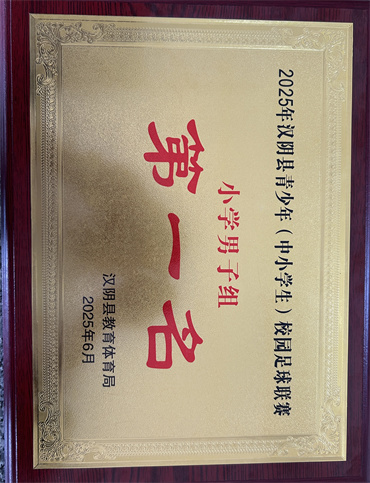 2025年汉阴县青少年（中小学生）校园足球联赛
小学男子组
第一名
汉阴县教育体育局
2025年6月